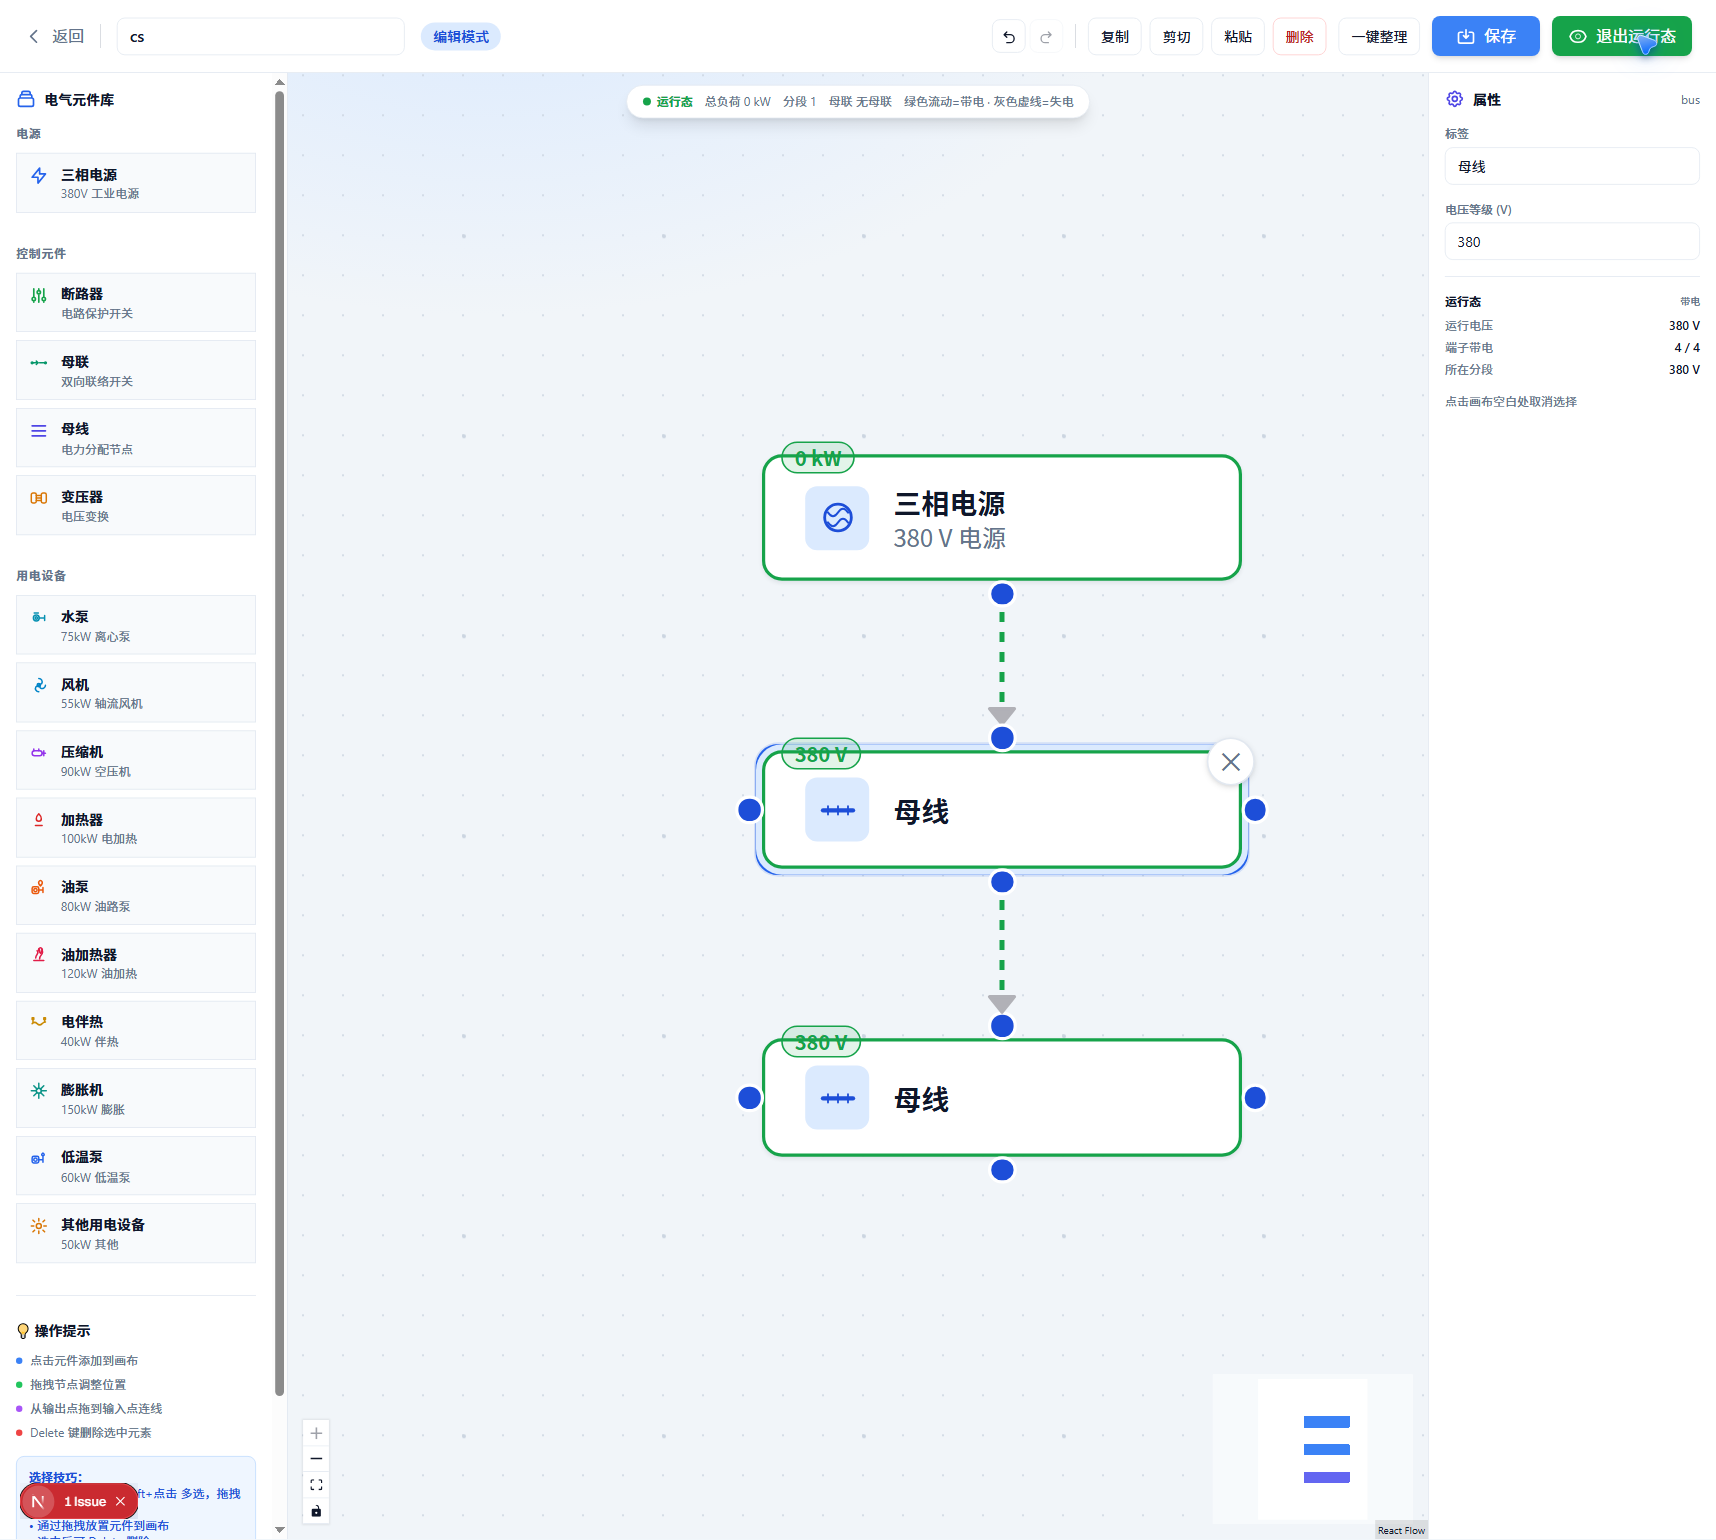 返回
cs
编辑模式
复制
剪切
粘贴
删除
一键整理
保存
退出运行态
电气元件库
电源
三相电源
380V 工业电源
控制元件
断路器
电路保护开关
母联
双向联络开关
母线
电力分配节点
变压器
电压变换
用电设备
水泵
75kW 离心泵
风机
55kW 轴流风机
压缩机
90kW 空压机
加热器
100kW 电加热
油泵
80kW 油路泵
油加热器
120kW 油加热
电伴热
40kW 伴热
膨胀机
150kW 膨胀
低温泵
60kW 低温泵
其他用电设备
50kW 其他
操作提示
点击元件添加到画布
拖拽节点调整位置
从输出点拖到输入点连线
Delete 键删除选中元素
选择技巧：
ft+点击 多选，拖拽
• 通过拖拽放置元件到画布
N 1 Issue
运行态 总负荷 0 kW 分段 1 母联 无母联 绿色流动=带电 · 灰色虚线=失电
0 kW
三相电源
380 V 电源
380 V
母线
380 V
母线
React Flow
属性 bus
标签
母线
电压等级 (V)
380
运行态 带电
运行电压 380 V
端子带电 4 / 4
所在分段 380 V
点击画布空白处取消选择